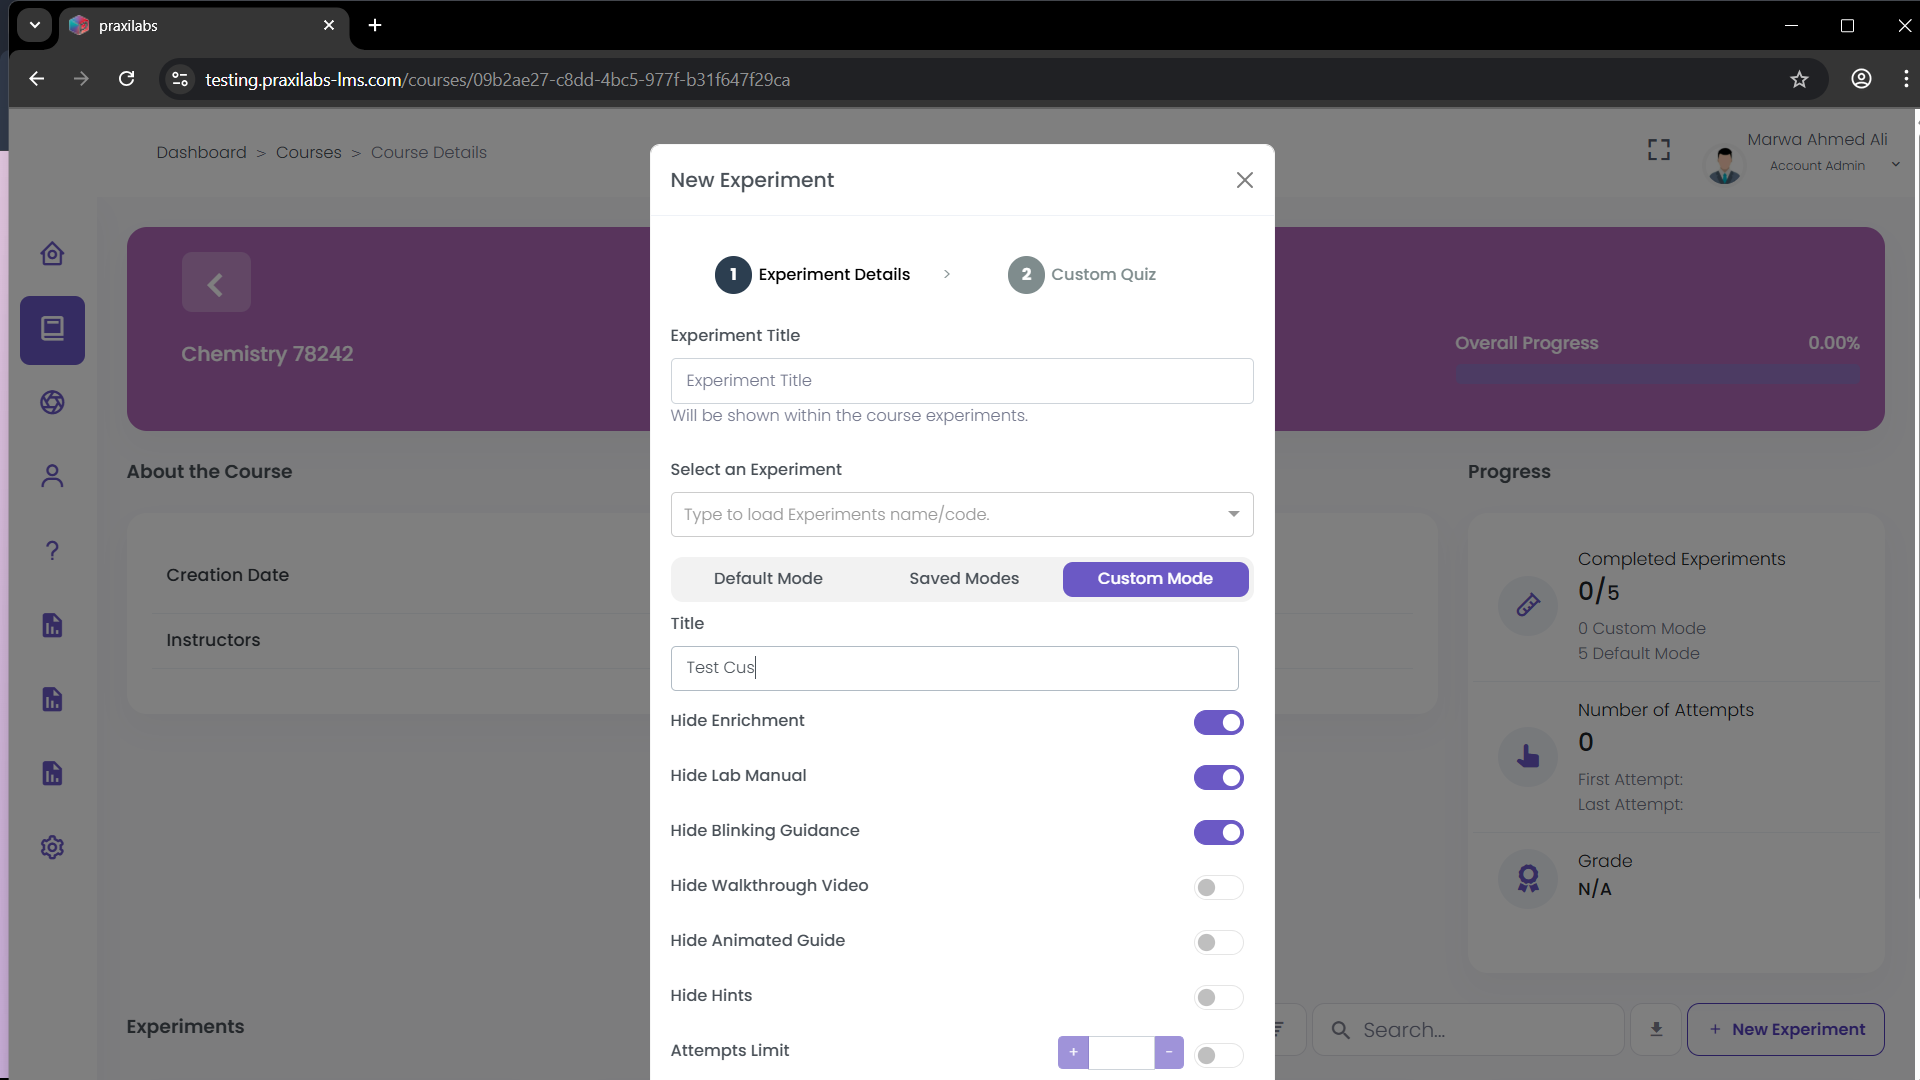 praxilabs
testing.praxilabs-lms.com/courses/09b2ae27-c8dd-4bc5-977f-b31f647f29ca
Dashboard > Courses > Course Details
Marwa Ahmed Ali
Account Admin
New Experiment
1 Experiment Details > 2 Custom Quiz
Chemistry 78242
Overall Progress 0.00%
Experiment Title
Experiment Title
Will be shown within the course experiments.
About the Course
Select an Experiment
Type to load Experiments name/code.
Progress
Creation Date
Instructors
Default Mode Saved Modes Custom Mode
Title
Test Cus
Hide Enrichment
Hide Lab Manual
Hide Blinking Guidance
Hide Walkthrough Video
Hide Animated Guide
Hide Hints
Attempts Limit + -
Completed Experiments
0/5
0 Custom Mode
5 Default Mode
Number of Attempts
0
First Attempt:
Last Attempt:
Grade
N/A
Experiments
Search...
+ New Experiment